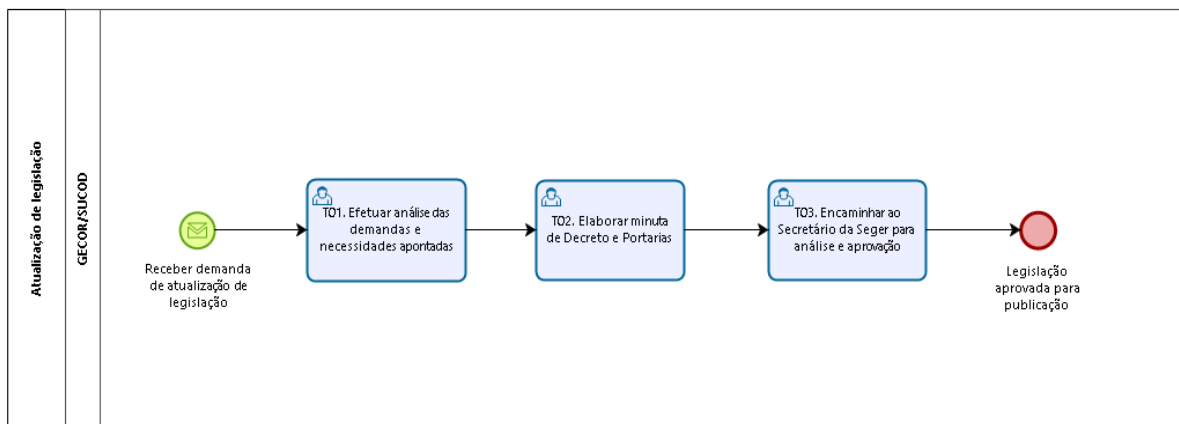 Atualização de legislação
GECOR/SUCOD
Receber demanda
de atualização de
legislação
TO1. Efetuar análise das
demandas e
necessidades apontadas
TO2. Elaborar minuta
de Decreto e Portarias
TO3. Encaminhar ao
Secretário da Seger para
análise e aprovação
Legislação
aprovada para
publicação